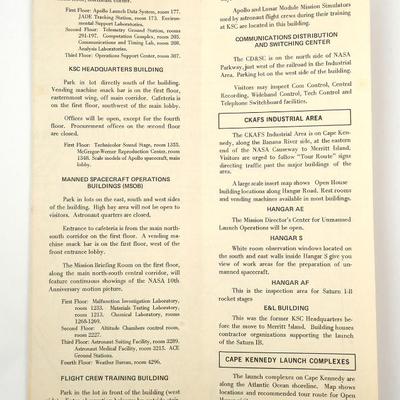 First Floor: Apollo Launch Data System, room 177.
JADE Tracking Station, room 173. Environ-
mental Support Laboratories.
Second Floor: Telemetry Ground Stations, rooms
291-197. Computation Complex, room 205.
Communications and Timing Lab, room 208.
Analysis Laboratories.
Third Floor: Operations Support Center, room 307.
KSC HEADQUARTERS BUILDING
Park in lot directly south of the building.
Vending machine snack bar is on the first floor,
easternmost wing, off main corridor. Cafeteria is
on the first floor, southwest of the main lobby.
Offices will be open, except for the fourth
floor. Procurement offices on the second floor
are closed.
First Floor: Technicolor Sound Stage, room 1355.
McGregor-Werner Reproduction Center, room
1348. Scale models of Apollo spacecraft, main
lobby.
MANNED SPACECRAFT OPERATIONS
BUILDINGS (MSOB)
Park in lots on the east, south and west sides
of the building. High bay area will not be open to
visitors. Astronaut quarters are closed.
Entrance to cafeteria is from the main north-
south corridor on the first floor. A vending ma-
chine snack bar is on the first floor, west of the
front entrance lobby.
The Mission Briefing Room on the first floor,
along the main north-south central corridor, will
feature continuous showings of the NASA 10th
Anniversary motion picture.
First Floor: Malfunction Investigation Laboratory,
room 1233. Materials Testing Laboratory,
room 1213. Chemical Laboratory, rooms
1268-1269.
Second Floor: Altitude Chambers control room,
room 2227.
Third Floor: Astronaut Suiting Facility, room 3289.
Astronaut Medical Facility, room 3215. ACE
Ground Stations.
Fourth Floor: Weather Bureau, room 4296.
FLIGHT CREW TRAINING BUILDING
Park in the lot in front of the building (west
Apollo and Lunar Module Mission Simulators
used by astronaut flight crews during their training
at KSC are located in this building.
COMMUNICATIONS DISTRIBUTION
AND SWITCHING CENTER
The CD&SC is on the north side of NASA
Parkway, just west of the railroad in the Industrial
Area. Parking lot on the west side of the building.
Visitors may inspect Com Control, Central
Recording, Wideband Control, Tech Control and
Telephone Switchboard facilities.
CKAFS INDUSTRIAL AREA
The CKAFS Industrial Area is on Cape Ken-
nedy, along the Banana River side, at the eastern
end of the NASA Causeway to Merritt Island.
Visitors are urged to follow "Tour Route" signs
directing traffic past the major buildings of the
area.
A large scale insert map shows Open House
building locations along Hangar Road. Rest rooms
and vending machines available in most buildings.
HANGAR AE
The Mission Director's Center for Unmanned
Launch Operations will be open.
HANGAR S
White room observation windows located on
the south and east walls inside Hangar S give you
view of work areas for the preparation of un-
manned spacecraft.
HANGAR AF
This is the inspection area for Saturn I-B
rocket stages
E&L BUILDING
This was the former KSC Headquarters be-
fore the move to Merritt Island. Building houses
contractor organizations supporting the launch
of the Saturn IB.
CAPE KENNEDY LAUNCH COMPLEXES
The launch complexes on Cape Kennedy are
along the Atlantic Ocean shoreline. Map shows
locations and recommended tour route for Open